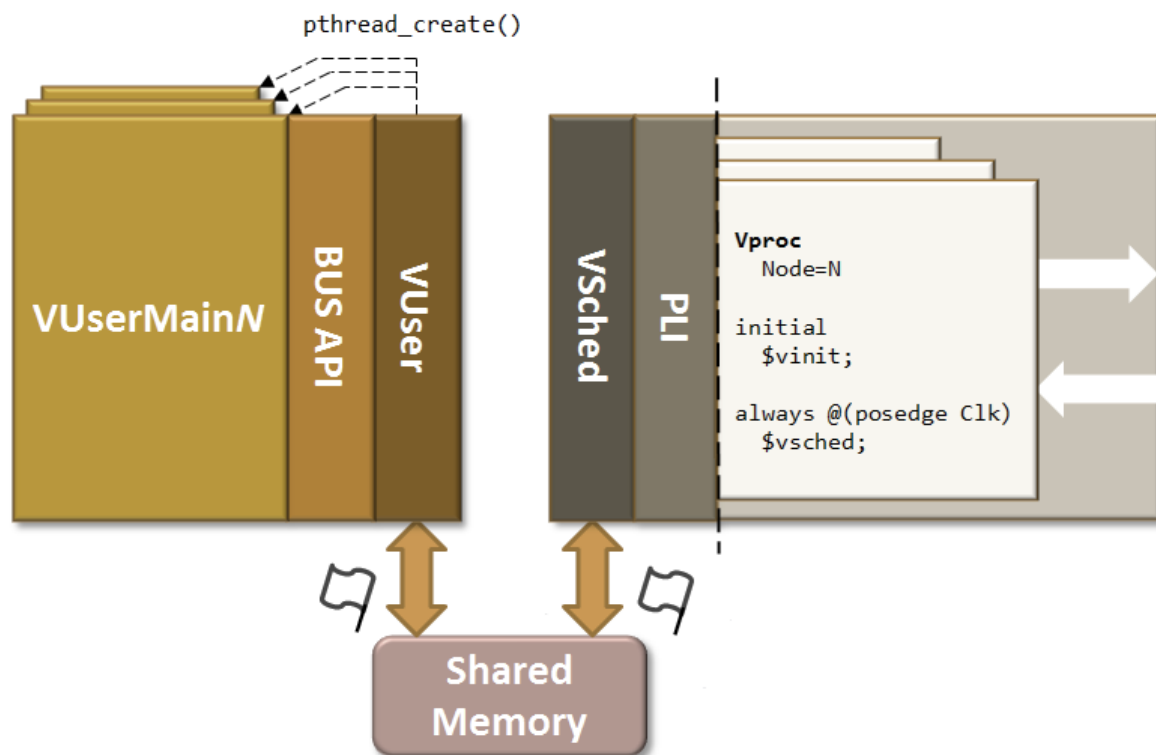 pthread_create()
VUserMainN
BUS API
VUser
VSched
PLI
Vproc
Node=N
initial
$vinit;
always @(posedge Clk)
$vsched;
Shared
Memory